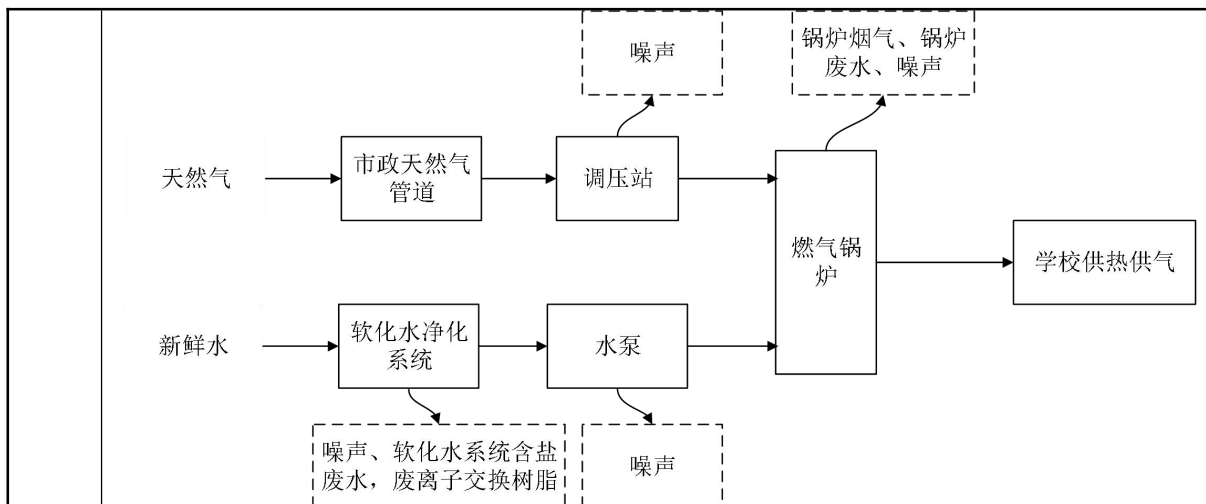 噪声
锅炉烟气、锅炉
废水、噪声
天然气
市政天然气
管道
调压站
燃气锅
炉
学校供热供气
新鲜水
软化水净化
系统
水泵
噪声、软化水系统含盐
废水，废离子交换树脂
噪声